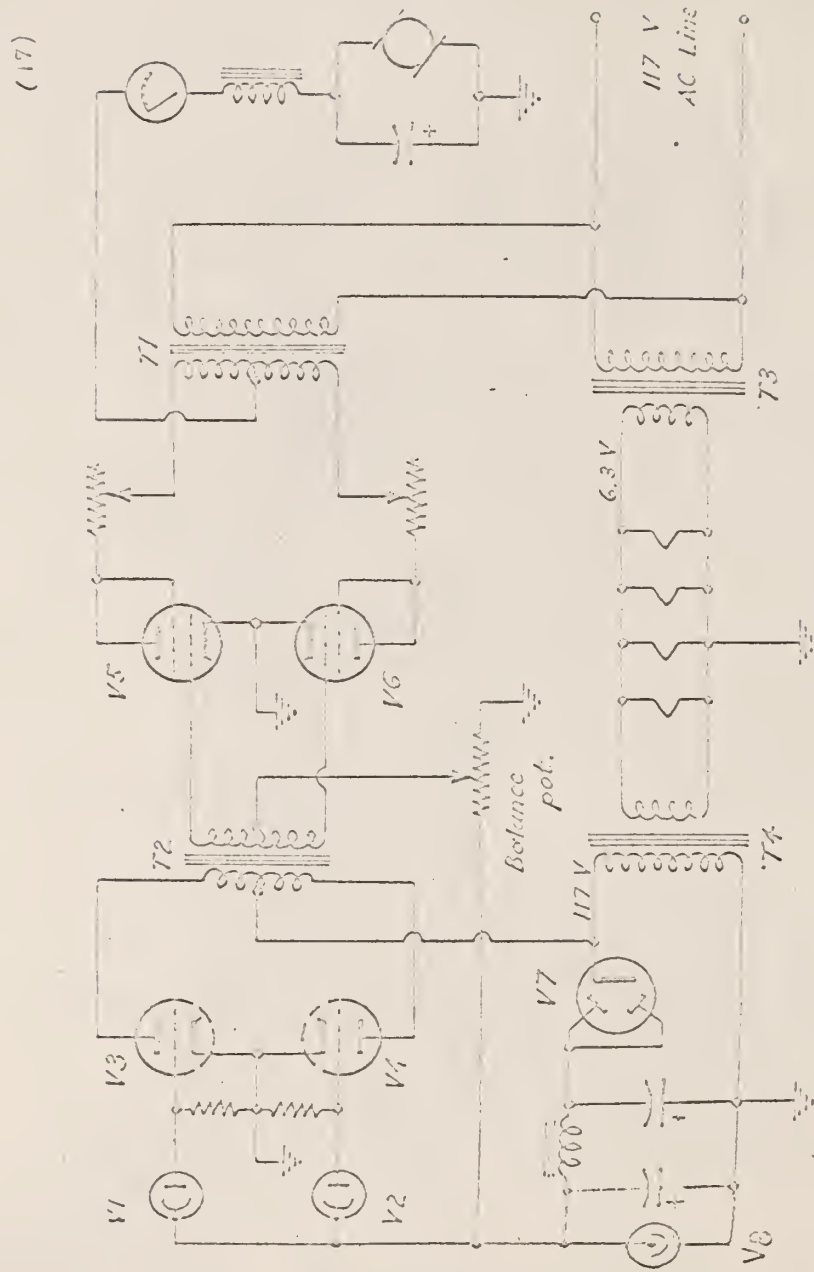 (17)
117 V
AC Line
T1
T3
6.3 V
V5
V6
T2
Balance
pot.
117 V
T4
V3
V4
V7
V1
V2
V8